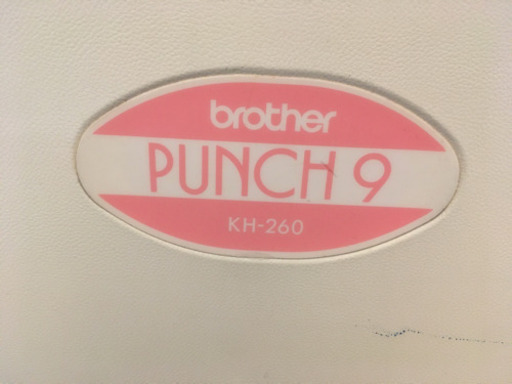 brother
PUNCH 9
KH-260